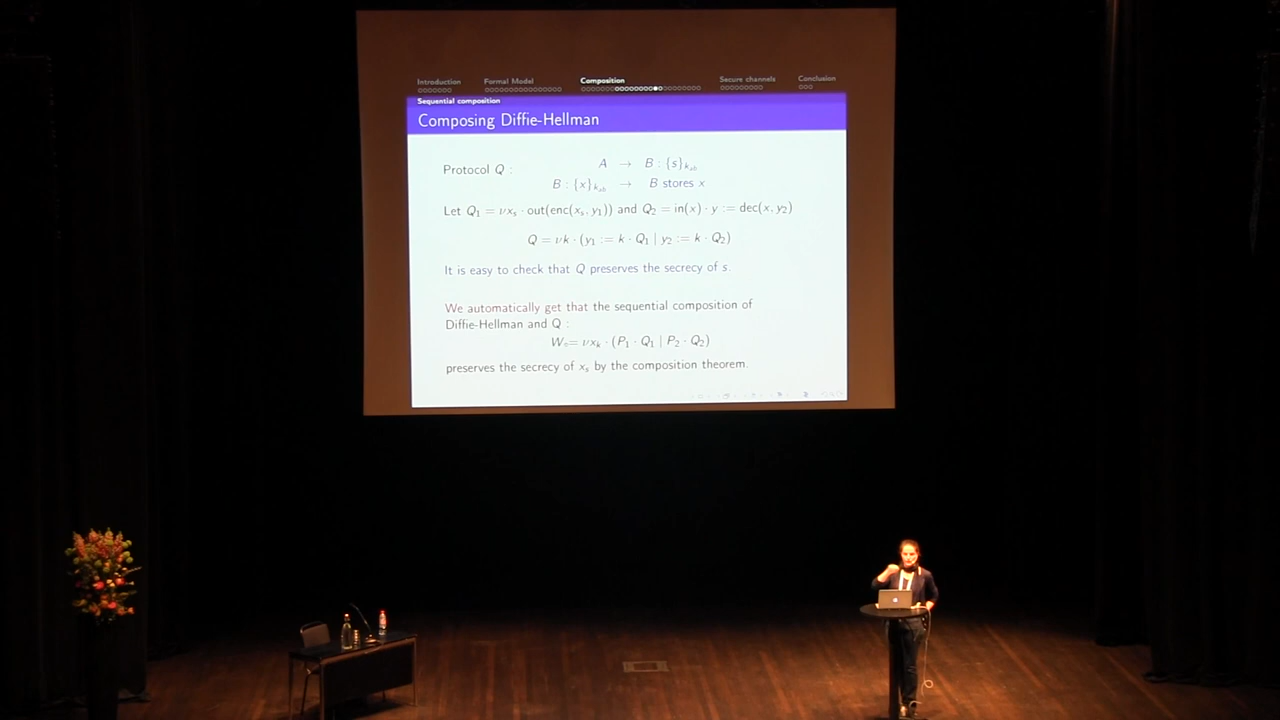 Introduction Formal Model Composition Secure channels Conclusion
Sequential composition
Composing Diffie-Hellman
Protocol Q : A → B : {s}k_ab
B : {x}k_ab → B stores x
Let Q₁ = νxₛ · out(enc(xₛ, y₁)) and Q₂ = in(x) · y := dec(x, y₂)
Q = νk · (y₁ := k · Q₁ | y₂ := k · Q₂)
It is easy to check that Q preserves the secrecy of s.
We automatically get that the sequential composition of
Diffie-Hellman and Q :
W₀= νxₖ · (P₁ · Q₁ | P₂ · Q₂)
preserves the secrecy of xₛ by the composition theorem.